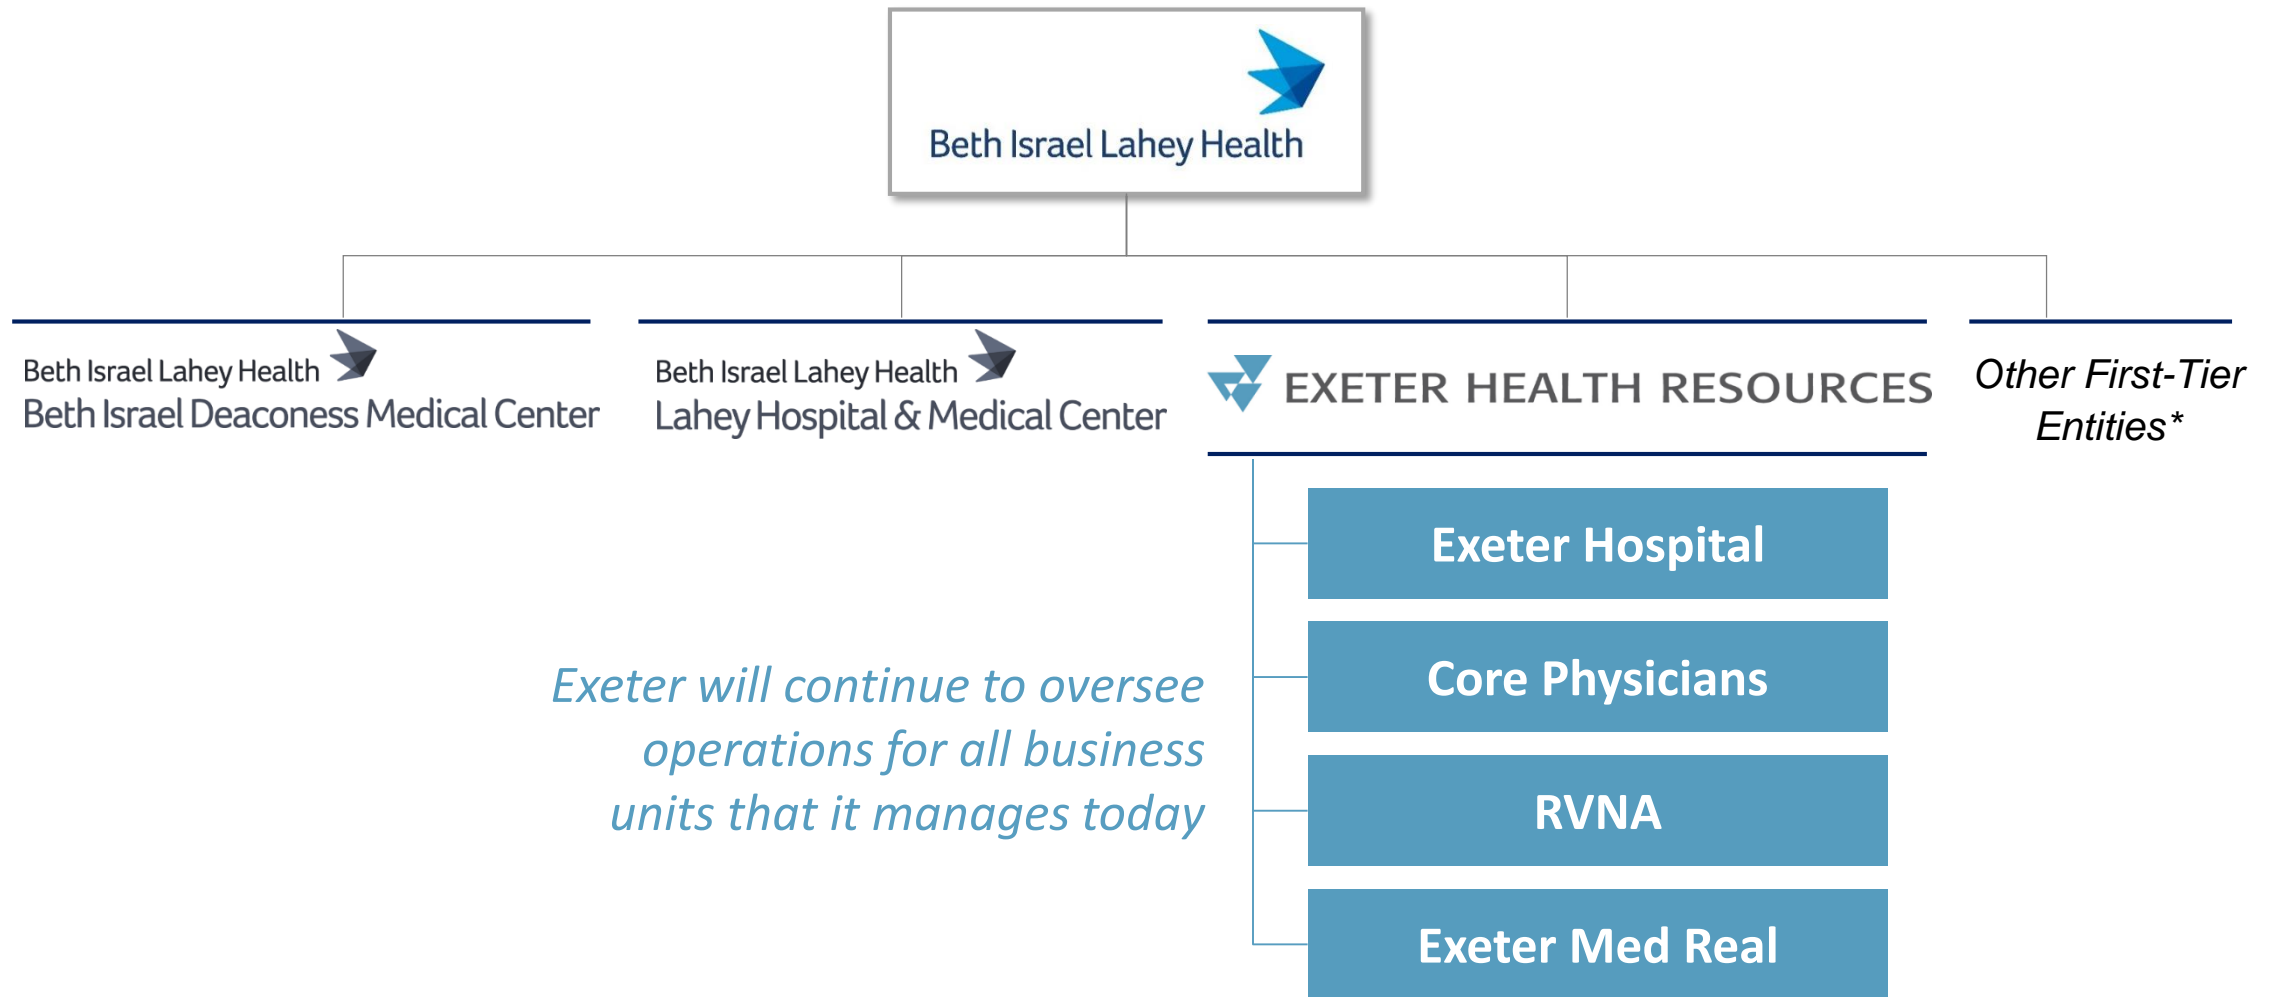 Beth Israel Lahey Health
Beth Israel Lahey Health
Beth Israel Deaconess Medical Center
Beth Israel Lahey Health
Lahey Hospital & Medical Center
EXETER HEALTH RESOURCES
Other First-Tier
Entities*
Exeter Hospital
Core Physicians
RVNA
Exeter Med Real
Exeter will continue to oversee
operations for all business
units that it manages today